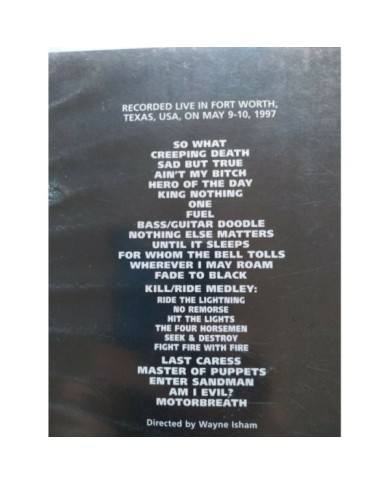 RECORDED LIVE IN FORT WORTH,
TEXAS, USA, ON MAY 9-10, 1997
SO WHAT
CREEPING DEATH
SAD BUT TRUE
AIN'T MY BITCH
HERO OF THE DAY
KING NOTHING
ONE
FUEL
BASS/GUITAR DOODLE
NOTHING ELSE MATTERS
UNTIL IT SLEEPS
FOR WHOM THE BELL TOLLS
WHEREVER I MAY ROAM
FADE TO BLACK
KILL/RIDE MEDLEY:
RIDE THE LIGHTNING
NO REMORSE
HIT THE LIGHTS
THE FOUR HORSEMEN
SEEK & DESTROY
FIGHT FIRE WITH FIRE
LAST CARESS
MASTER OF PUPPETS
ENTER SANDMAN
AM I EVIL?
MOTORBREATH
Directed by Wayne Isham